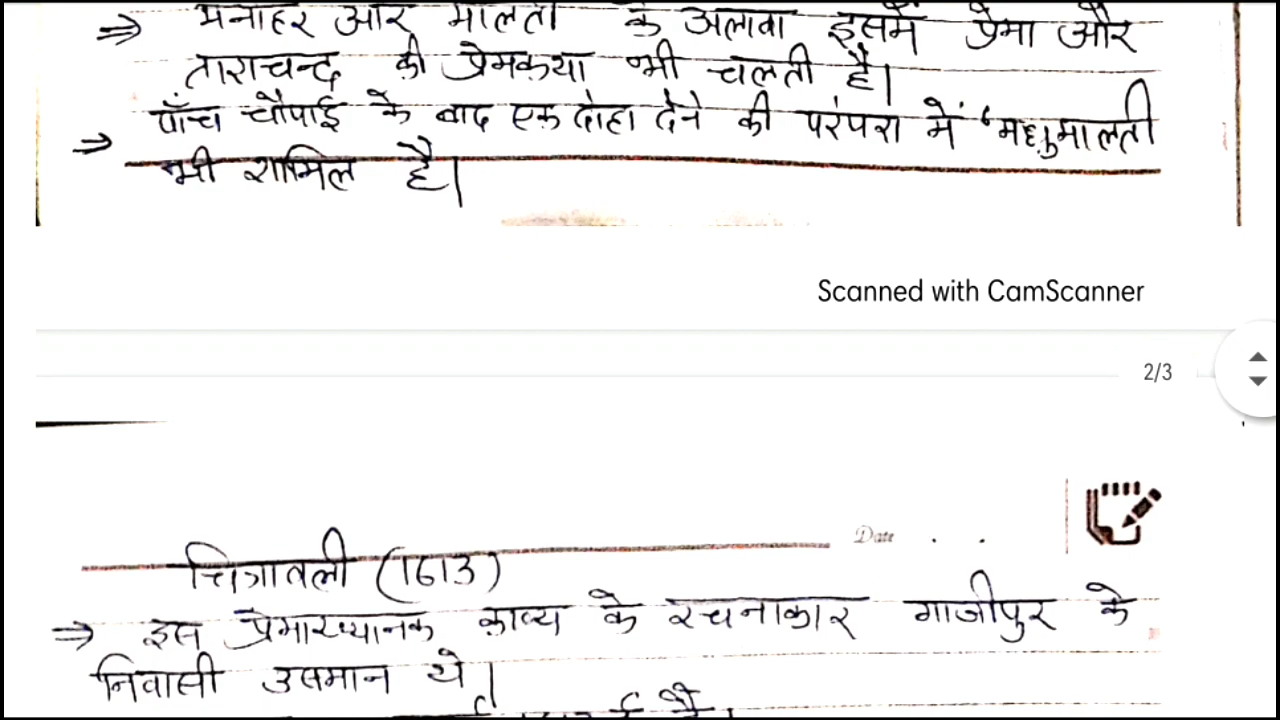 ⇒ मनोहर और मालती के अलावा इसमें प्रेमा और
ताराचन्द की प्रेमकथा भी चलती है।
⇒ पाँच चौपाई के बाद एक दोहा देने की परंपरा में 'मधुमालती
भी शामिल है।
Scanned with CamScanner
2/3
Date . .
चित्रावली (1613)
⇒ इस प्रेमाख्यानक काव्य के रचनाकार गाजीपुर के
निवासी उसमान थे।